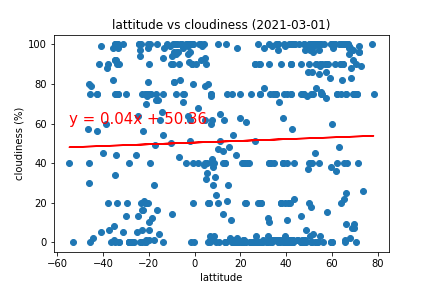 lattitude vs cloudiness (2021-03-01)
100
80
60
40
20
0
cloudiness (%)
y = 0.04x + 50.36
−60 −40 −20 0 20 40 60 80
lattitude